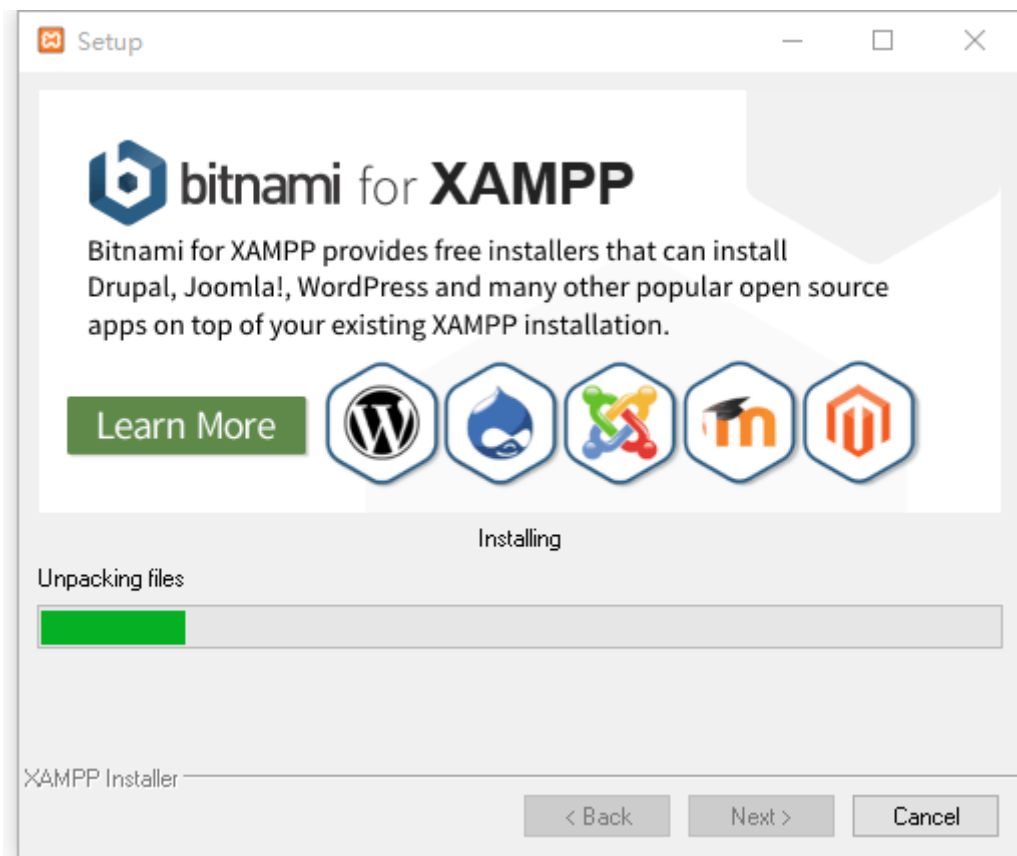 Setup
bitnami for XAMPP
Bitnami for XAMPP provides free installers that can install
Drupal, Joomla!, WordPress and many other popular open source
apps on top of your existing XAMPP installation.
Learn More
Installing
Unpacking files
XAMPP Installer
< Back
Next >
Cancel